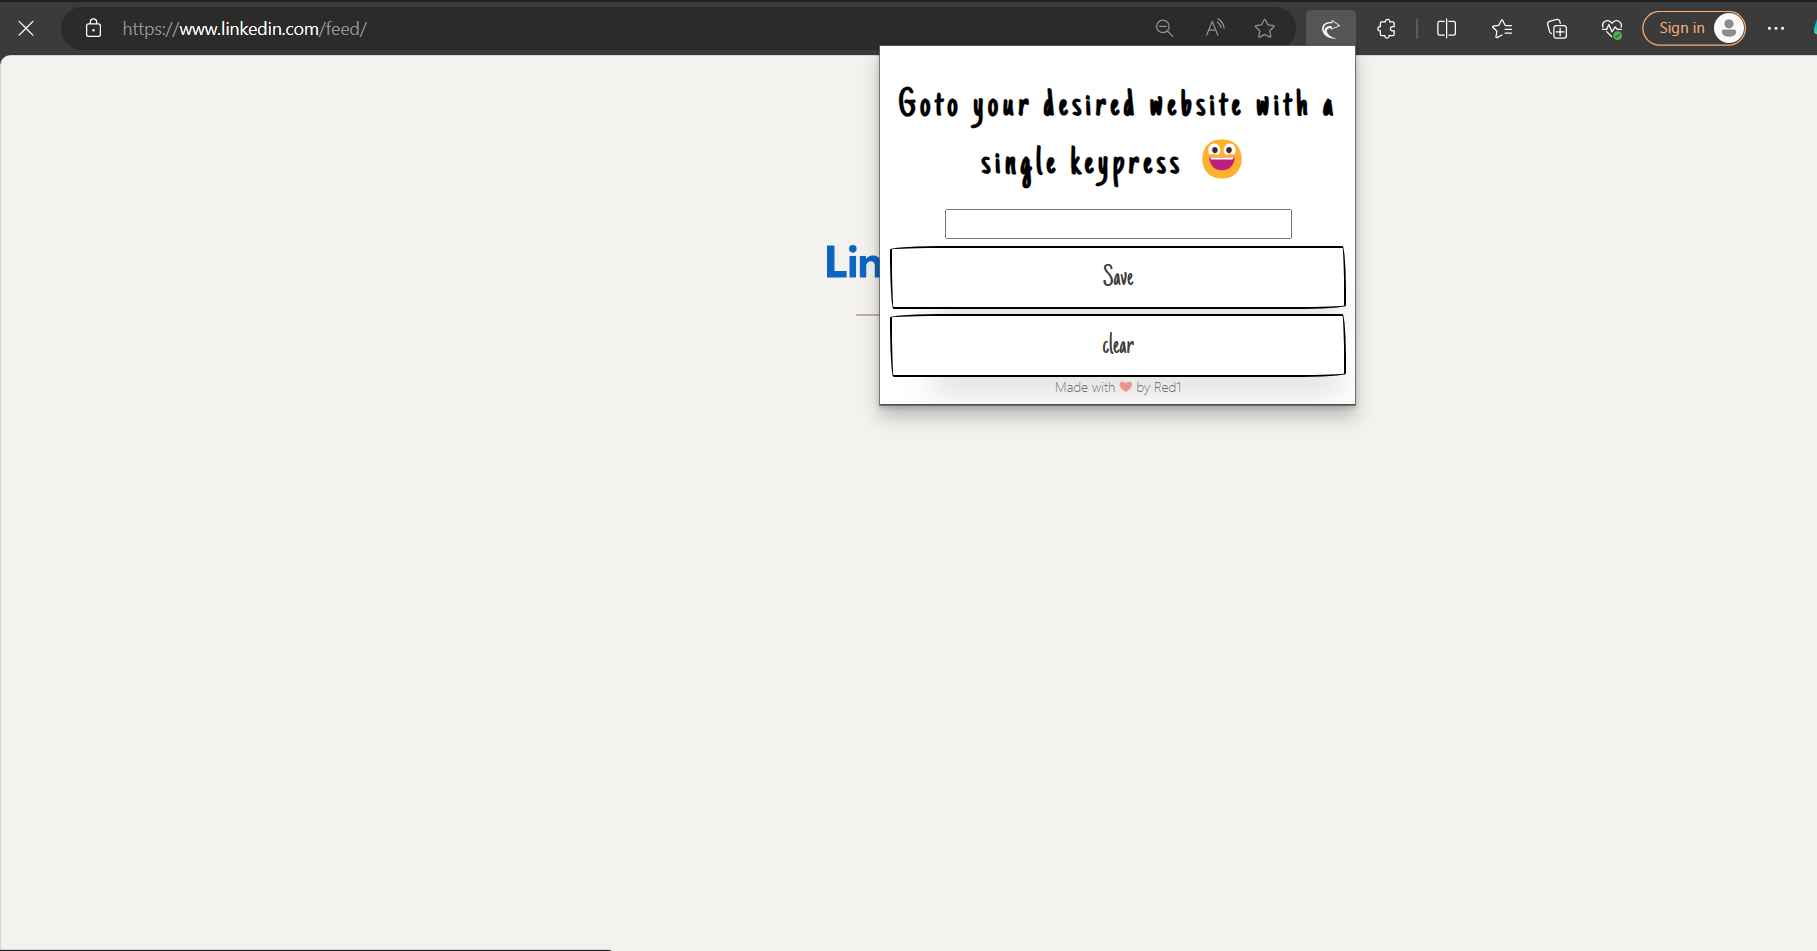 https://www.linkedin.com/feed/
Sign in
Goto your desired website with a
single keypress
Lin
Save
clear
Made with by Red1